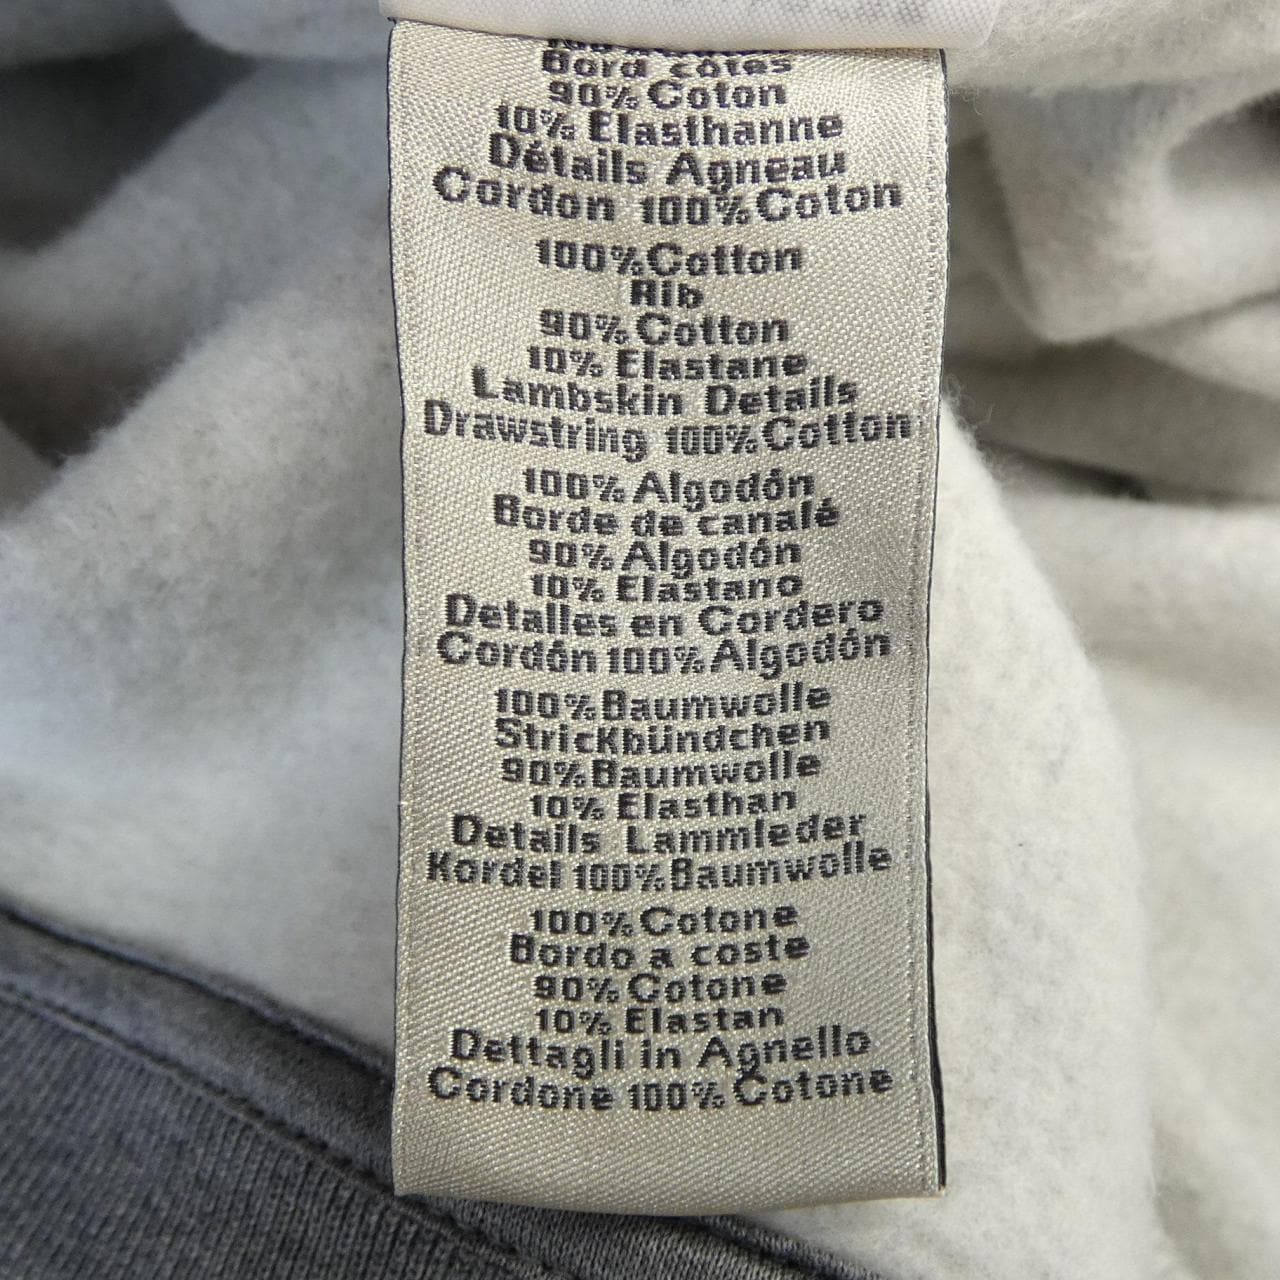 Bord côtes
90% Coton
10% Elasthanne
Détails Agneau
Cordon 100% Coton
100% Cotton
Rib
90% Cotton
10% Elastane
Lambskin Details
Drawstring 100% Cotton
100% Algodón
Borde de canalé
90% Algodón
10% Elastano
Detalles en Cordero
Cordón 100% Algodón
100% Baumwolle
Strickbündchen
90% Baumwolle
10% Elasthan
Details Lammleder
Kordel 100% Baumwolle
100% Cotone
Bordo a coste
90% Cotone
10% Elastan
Dettagli in Agnello
Cordone 100% Cotone